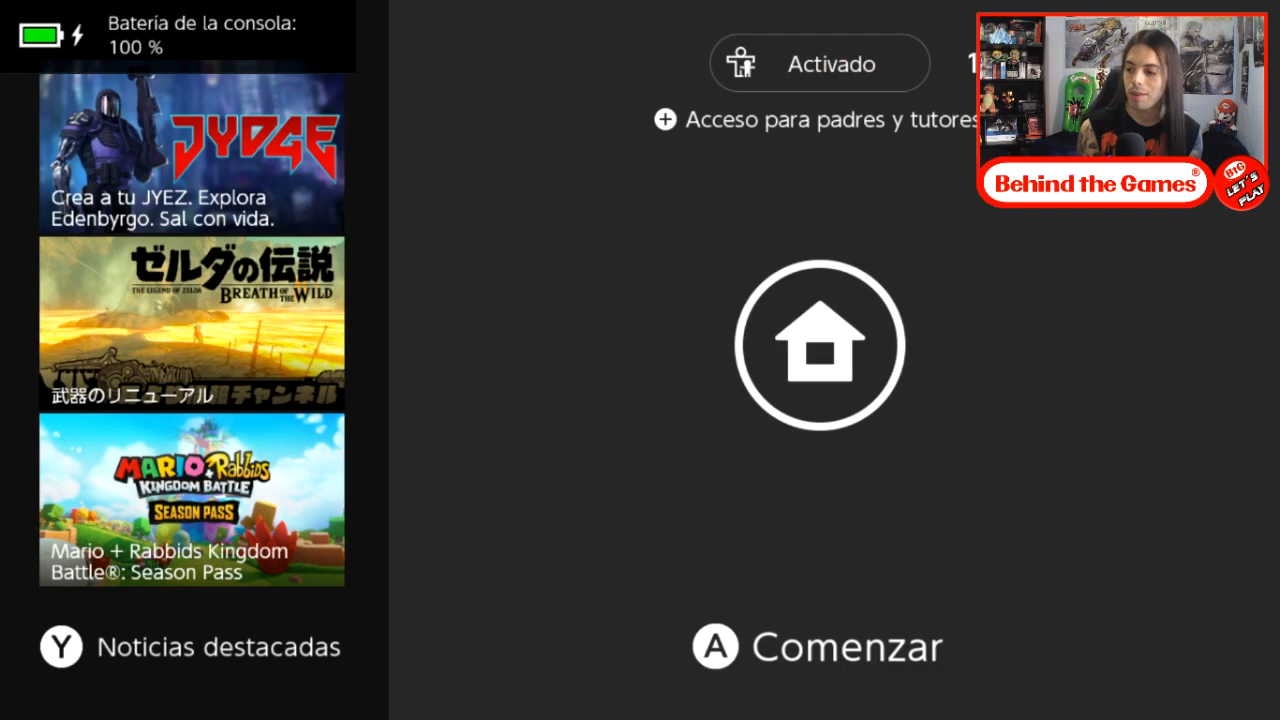 Batería de la consola:
100 %
JYDGE
Crea a tu JYEZ. Explora
Edenbyrgo. Sal con vida.
ゼルダの伝説
THE LEGEND OF ZELDA
BREATH OF THE WILD
武器のリニューアル
チャンネル
MARIO + Rabbids
KINGDOM BATTLE
SEASON PASS
Mario + Rabbids Kingdom
Battle®: Season Pass
Y Noticias destacadas
Activado
+ Acceso para padres y tutores
A Comenzar
Behind the Games®
BTG
LET'S
PLAY